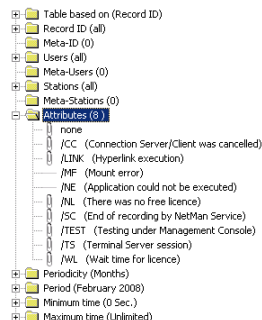 Table based on (Record ID)
Record ID (all)
Meta-ID (0)
Users (all)
Meta-Users (0)
Stations (all)
Meta-Stations (0)
Attributes (8 )
none
/CC (Connection Server/Client was cancelled)
/LINK (Hyperlink execution)
/MF (Mount error)
/NE (Application could not be executed)
/NL (There was no free licence)
/SC (End of recording by NetMan Service)
/TEST (Testing under Management Console)
/TS (Terminal Server session)
/WL (Wait time for licence)
Periodicity (Months)
Period (February 2008)
Minimum time (0 Sec.)
Maximum time (Unlimited)